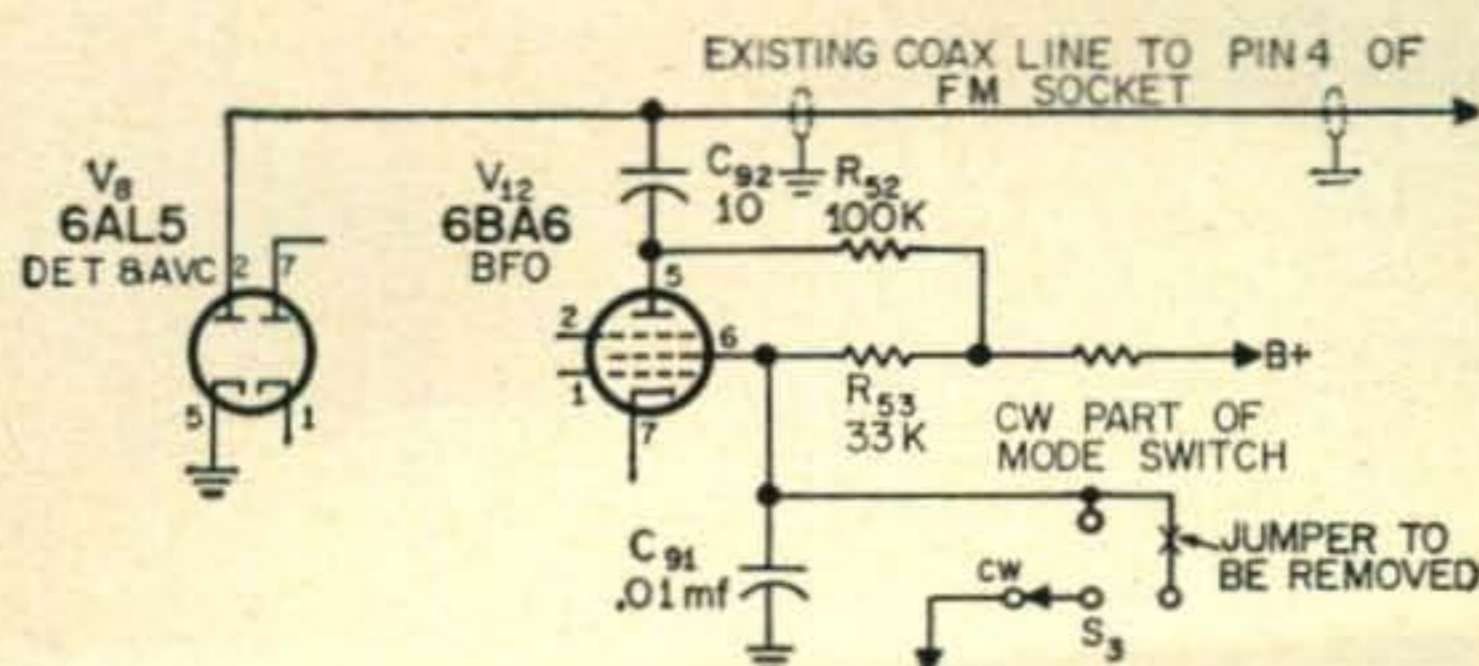 EXISTING COAX LINE TO PIN 4 OF
FM SOCKET
V8
6AL5
DET & AVC
2
7
5
1
V12
6BA6
BFO
C92
10
R52
100K
5
2
6
1
7
B+
R53
33K
CW PART OF
MODE SWITCH
C91
.01mf
CW
S3
JUMPER TO
BE REMOVED